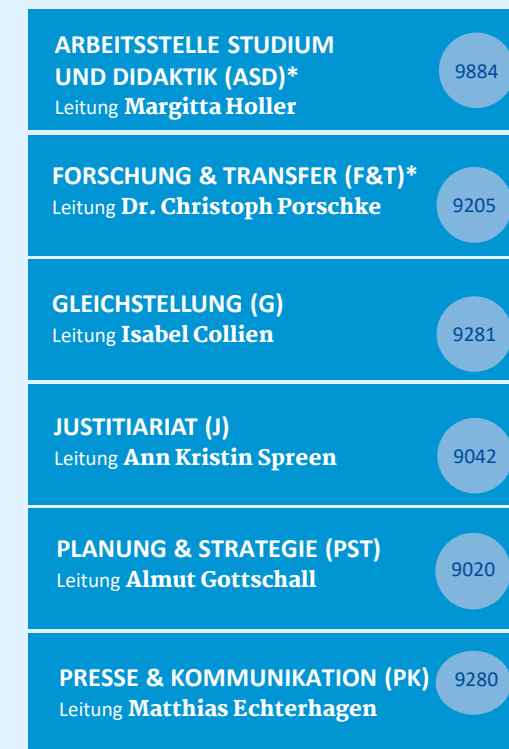 ARBEITSSTELLE STUDIUM
UND DIDAKTIK (ASD)*
Leitung Margitta Holler
9884
FORSCHUNG & TRANSFER (F&T)*
Leitung Dr. Christoph Porschke
9205
GLEICHSTELLUNG (G)
Leitung Isabel Collien
9281
JUSTITIARIAT (J)
Leitung Ann Kristin Spreen
9042
PLANUNG & STRATEGIE (PST)
Leitung Almut Gottschall
9020
PRESSE & KOMMUNIKATION (PK)
Leitung Matthias Echterhagen
9280